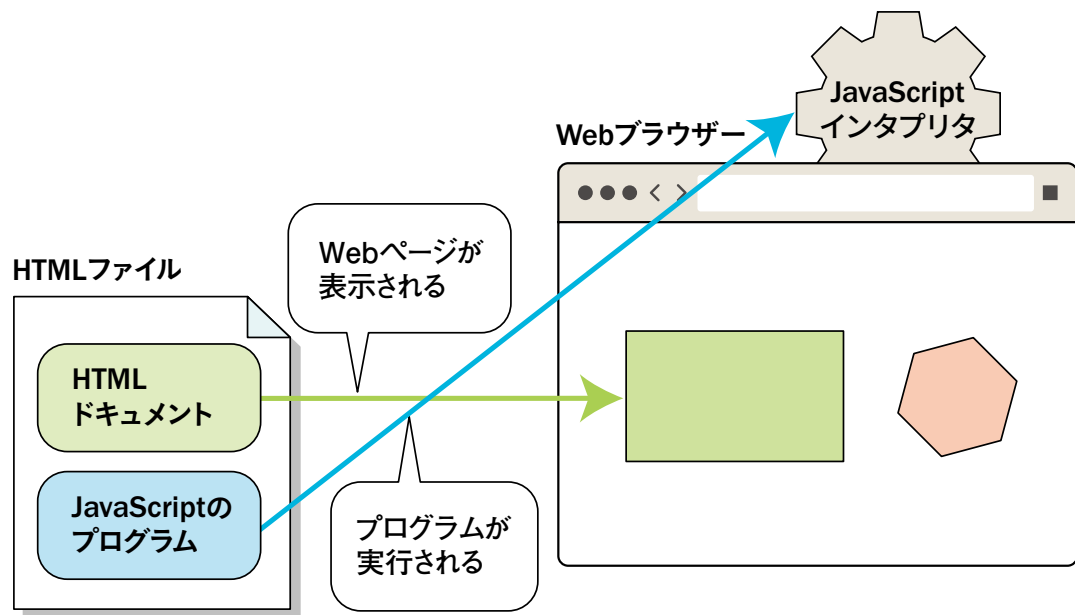 JavaScript
インタプリタ
Webブラウザー
Webページが
表示される
HTMLファイル
HTML
ドキュメント
JavaScriptの
プログラム
プログラムが
実行される